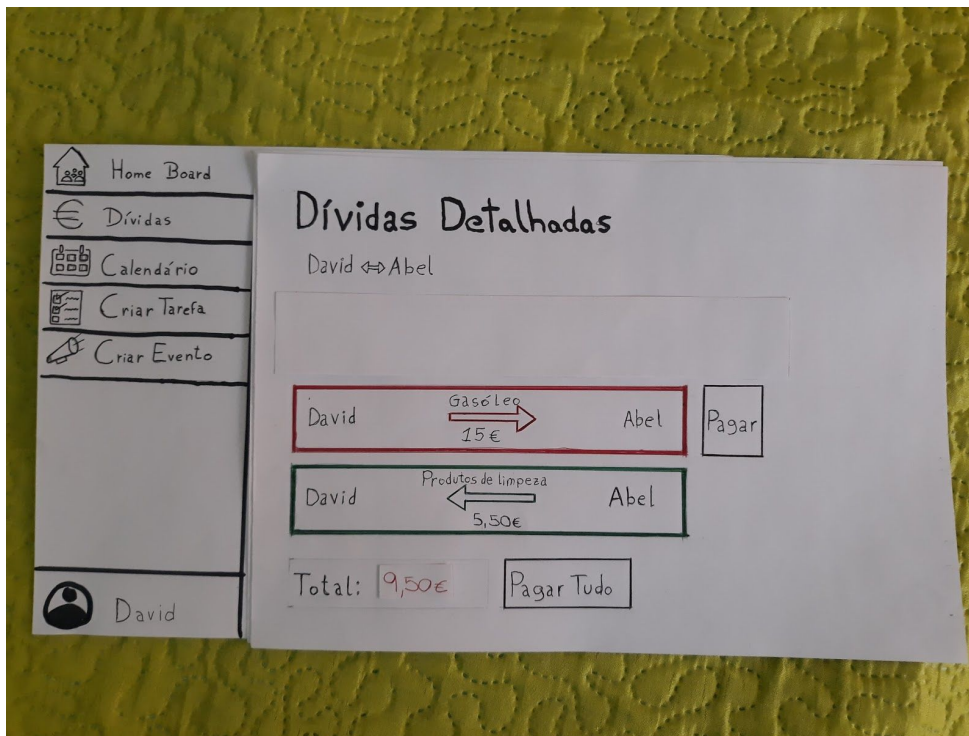 Home Board
€ Dívidas
Calendário
Criar Tarefa
Criar Evento
David
Dívidas Detalhadas
David ⇔ Abel
Gasóleo
David Abel
15€
Pagar
Produtos de limpeza
David Abel
5,50€
Total: 9,50€
Pagar Tudo